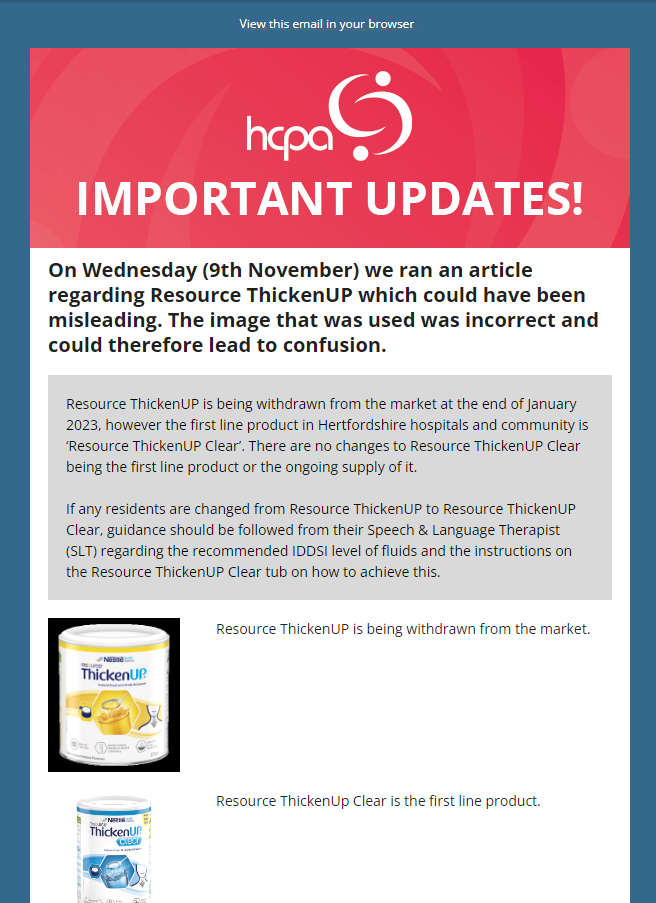 View this email in your browser
hcpa
IMPORTANT UPDATES!
On Wednesday (9th November) we ran an article
regarding Resource ThickenUP which could have been
misleading. The image that was used was incorrect and
could therefore lead to confusion.
Resource ThickenUP is being withdrawn from the market at the end of January
2023, however the first line product in Hertfordshire hospitals and community is
‘Resource ThickenUP Clear’. There are no changes to Resource ThickenUP Clear
being the first line product or the ongoing supply of it.
If any residents are changed from Resource ThickenUP to Resource ThickenUP
Clear, guidance should be followed from their Speech & Language Therapist
(SLT) regarding the recommended IDDSI level of fluids and the instructions on
the Resource ThickenUP Clear tub on how to achieve this.
Resource ThickenUP is being withdrawn from the market.
Nestlé
Resource
ThickenUP
Resource ThickenUp Clear is the first line product.
Nestlé
Resource
ThickenUP
Clear